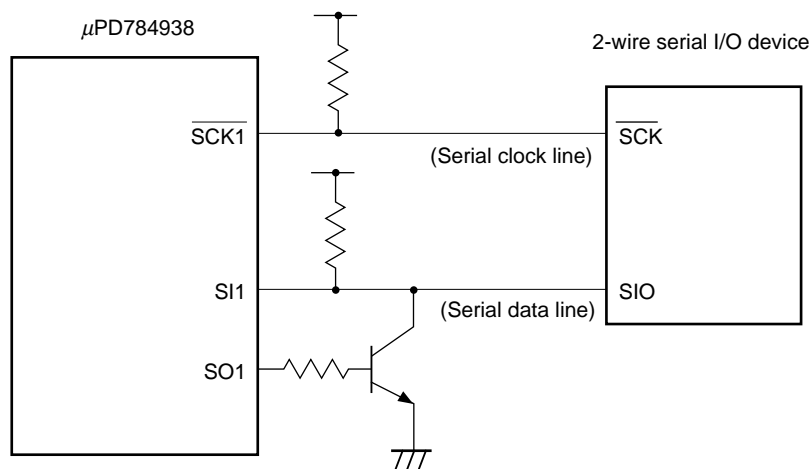 μPD784938
2-wire serial I/O device
SCK1
SCK
(Serial clock line)
SI1
SIO
(Serial data line)
SO1